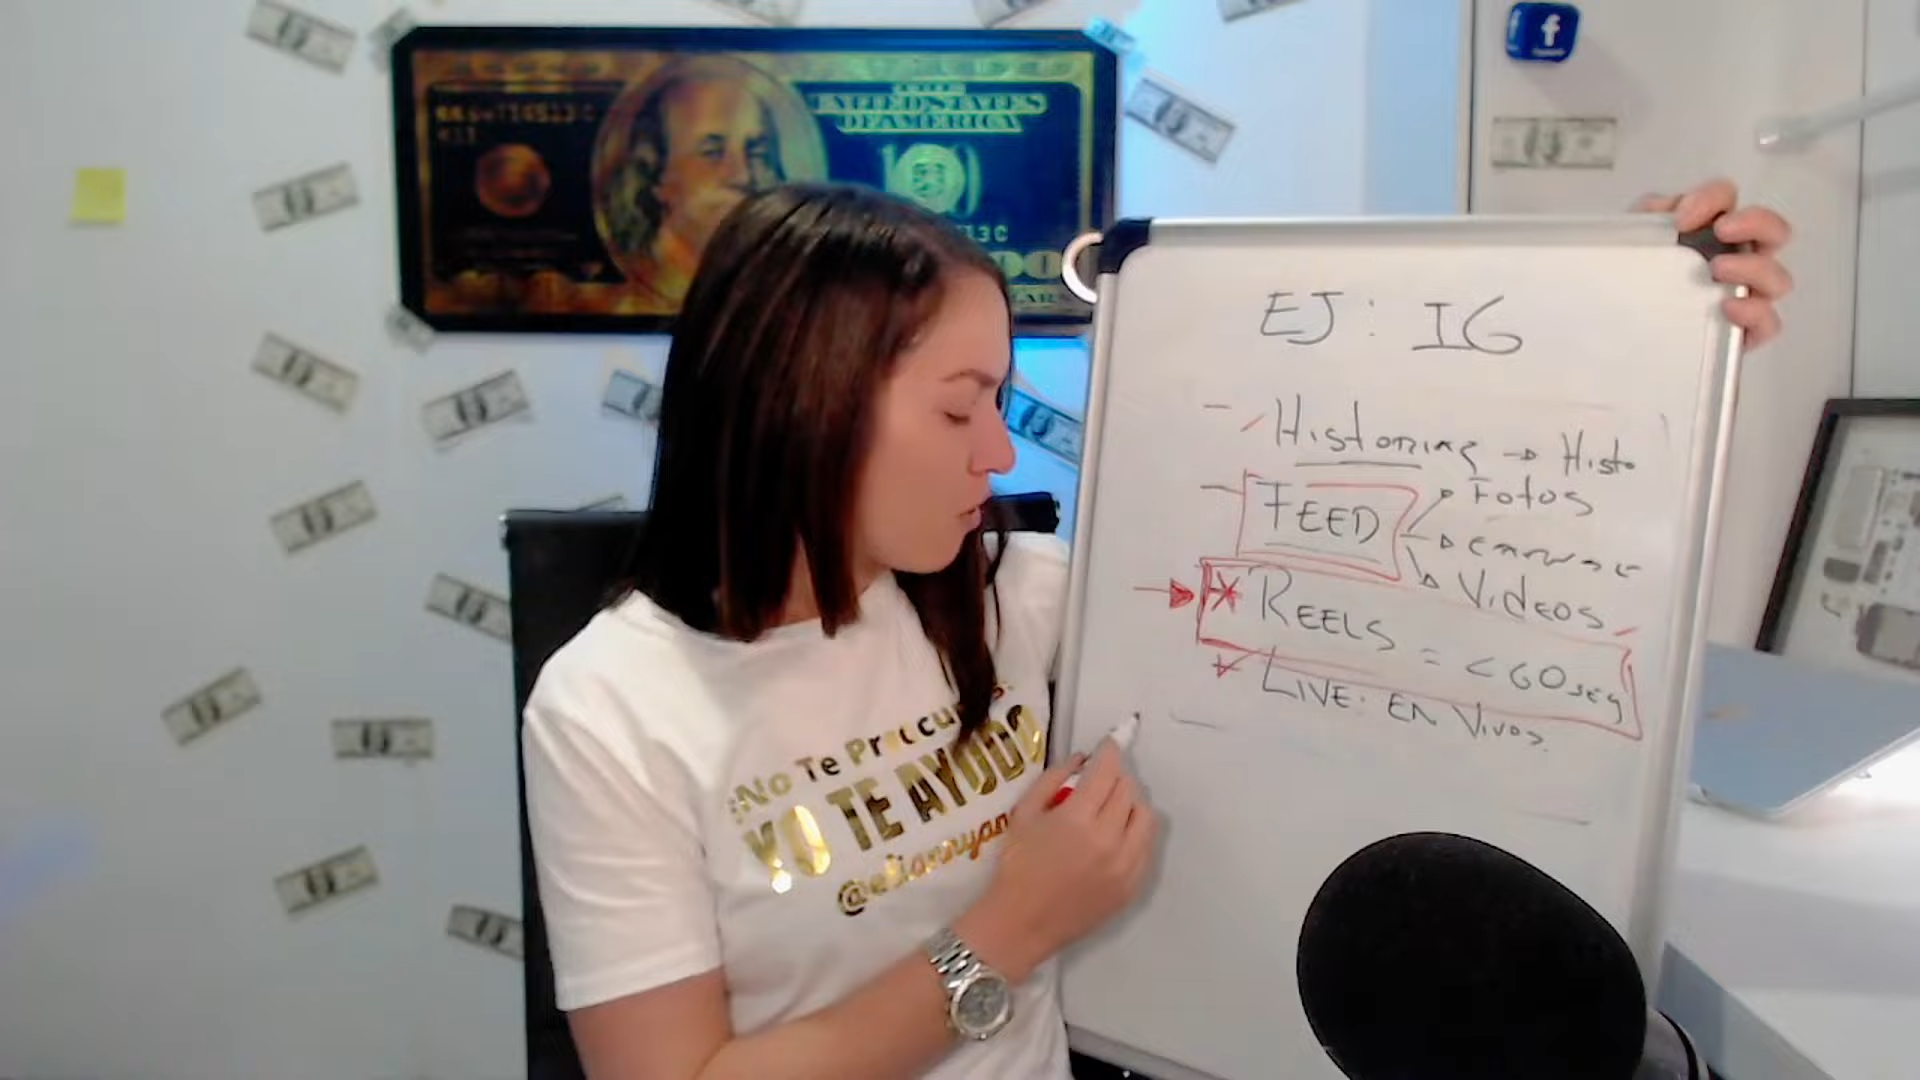 UNITED STATES
OF AMERICA
100
EJ: IG
Historias → Histo
FEED
Fotos
Videos
* REELS = <60seg
LIVE: EN Vivos.
¡No Te Preocupes!
YO TE AYUDO